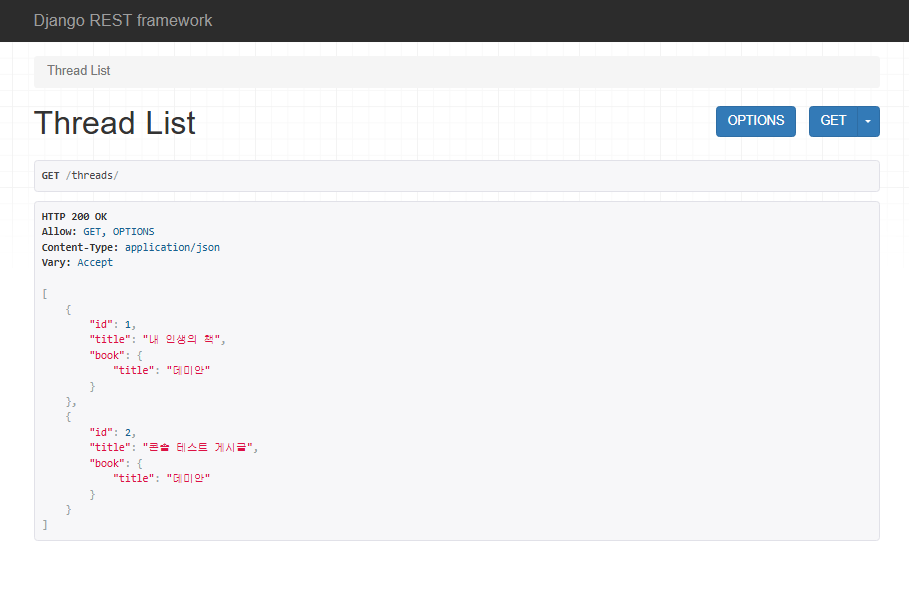 Django REST framework
Thread List
Thread List
OPTIONS
GET
GET /threads/
HTTP 200 OK
Allow: GET, OPTIONS
Content-Type: application/json
Vary: Accept
[
    {
        "id": 1,
        "title": "내 인생의 책",
        "book": {
            "title": "데미안"
        }
    },
    {
        "id": 2,
        "title": "콘솔 테스트 게시글",
        "book": {
            "title": "데미안"
        }
    }
]